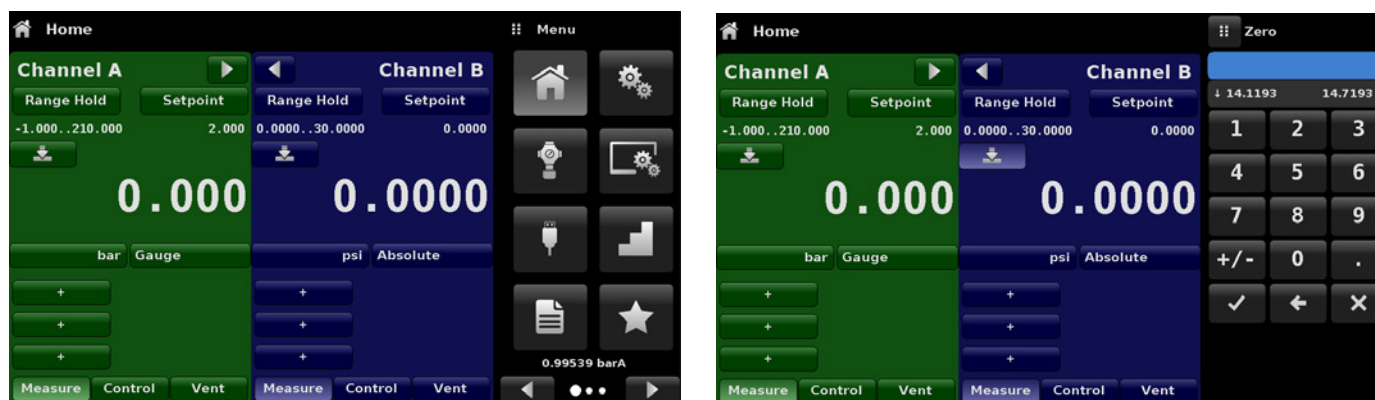 Home
Menu
Channel A
Channel B
Range Hold Setpoint Range Hold Setpoint
-1.000..210.000 2.000 0.0000..30.0000 0.0000
0.000 0.0000
bar Gauge psi Absolute
+ +
+ +
+ +
0.99539 barA
Measure Control Vent Measure Control Vent
Home
Zero
Channel A
Channel B
Range Hold Setpoint Range Hold Setpoint
↓ 14.1193 14.7193
-1.000..210.000 2.000 0.0000..30.0000 0.0000
1 2 3
4 5 6
0.000 0.0000
7 8 9
bar Gauge psi Absolute
+/- 0 .
+ +
+ +
+ +
Measure Control Vent Measure Control Vent